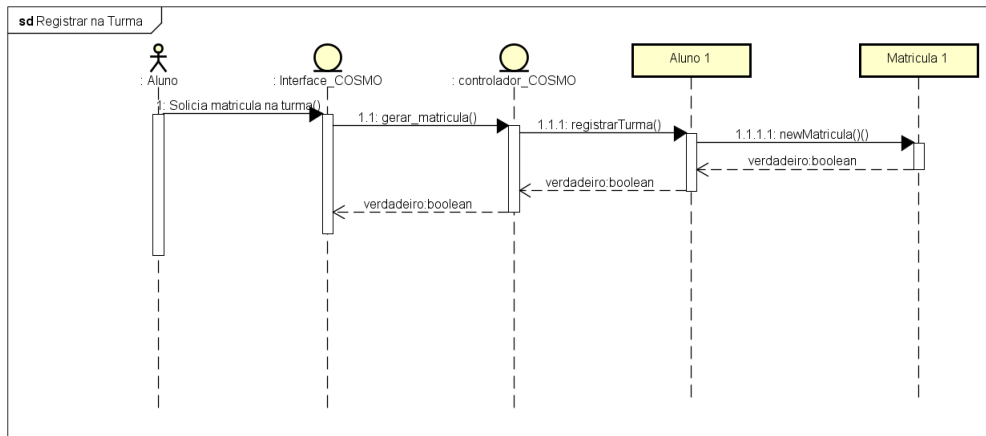 sd Registrar na Turma
: Aluno
: Interface_COSMO
: controlador_COSMO
Aluno 1
Matricula 1
1: Solicia matricula na turma()
1.1: gerar_matricula()
1.1.1: registrarTurma()
1.1.1.1: newMatricula()()
verdadeiro:boolean
verdadeiro:boolean
verdadeiro:boolean